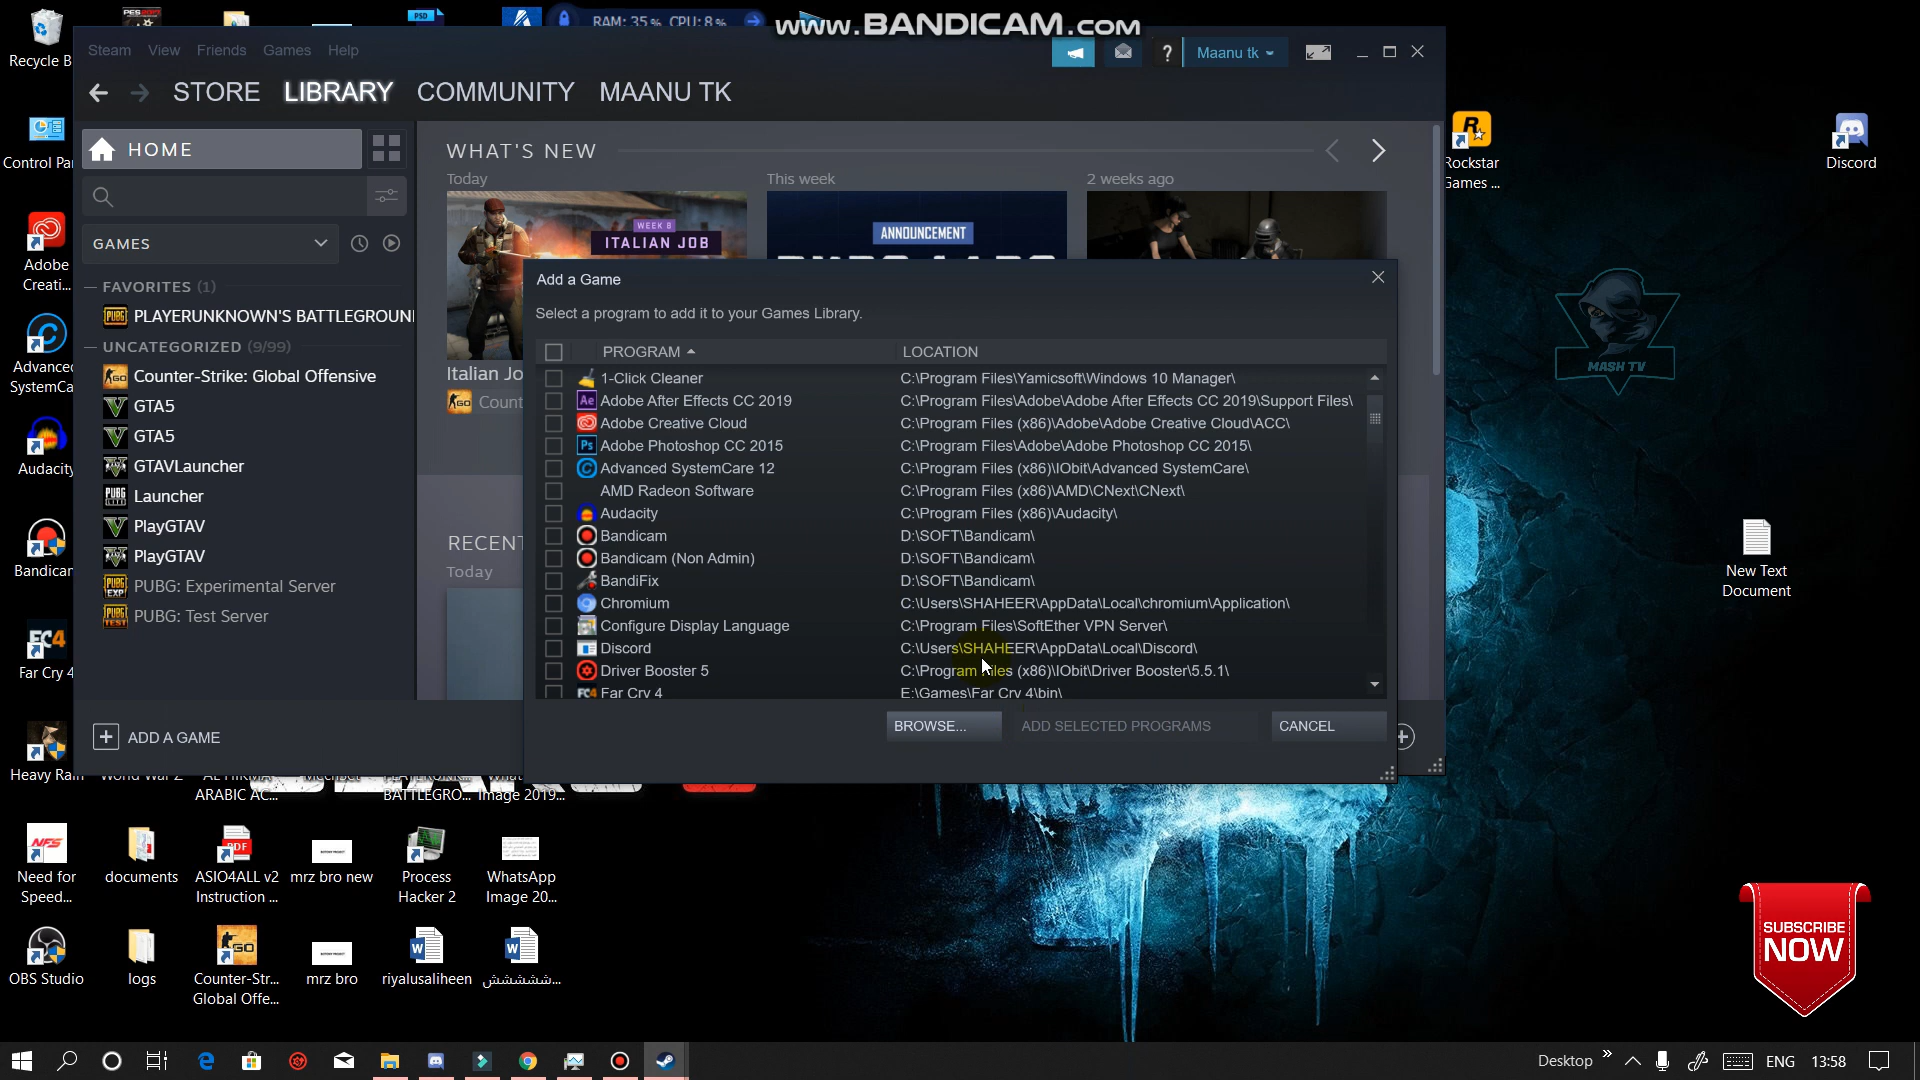 RAM: 35% CPU: 8%
www.BANDICAM.com
Recycle B
Steam View Friends Games Help
? Maanu tk
STORE LIBRARY COMMUNITY MAANU TK
Control Pa
Rockstar
Games ...
Discord
HOME
WHAT'S NEW
Today
This week
2 weeks ago
WEEK 8
ITALIAN JOB
ANNOUNCEMENT
GAMES
FAVORITES (1)
PLAYERUNKNOWN'S BATTLEGROUN
UNCATEGORIZED (9/99)
Counter-Strike: Global Offensive
GTA5
GTA5
GTAVLauncher
Launcher
PlayGTAV
PlayGTAV
PUBG: Experimental Server
PUBG: Test Server
Adobe
Creati...
Advance
SystemCa
Audacity
Bandicam
Far Cry 4
Heavy Rain
Italian Jo
Count
RECENT
Today
Add a Game
Select a program to add it to your Games Library.
PROGRAM LOCATION
1-Click Cleaner C:\Program Files\Yamicsoft\Windows 10 Manager\
Adobe After Effects CC 2019 C:\Program Files\Adobe\Adobe After Effects CC 2019\Support Files\
Adobe Creative Cloud C:\Program Files (x86)\Adobe\Adobe Creative Cloud\ACC\
Adobe Photoshop CC 2015 C:\Program Files\Adobe\Adobe Photoshop CC 2015\
Advanced SystemCare 12 C:\Program Files (x86)\IObit\Advanced SystemCare\
AMD Radeon Software C:\Program Files (x86)\AMD\CNext\CNext\
Audacity C:\Program Files (x86)\Audacity\
Bandicam D:\SOFT\Bandicam\
Bandicam (Non Admin) D:\SOFT\Bandicam\
BandiFix D:\SOFT\Bandicam\
Chromium C:\Users\SHAHEER\AppData\Local\chromium\Application\
Configure Display Language C:\Program Files\SoftEther VPN Server\
Discord C:\Users\SHAHEER\AppData\Local\Discord\
Driver Booster 5 C:\Program Files (x86)\IObit\Driver Booster\5.5.1\
Far Cry 4 E:\Games\Far Cry 4\bin\
BROWSE... ADD SELECTED PROGRAMS CANCEL
ADD A GAME
MASH TV
New Text
Document
ARABIC AC...
BATTLEGRO...
Image 2019...
Need for
Speed...
documents
ASIO4ALL v2
Instruction ...
mrz bro new
Process
Hacker 2
WhatsApp
Image 20...
OBS Studio
logs
Counter-Str...
Global Offe...
mrz bro
riyalusaliheen
شششششش...
SUBSCRIBE
NOW
Desktop
ENG
13:58